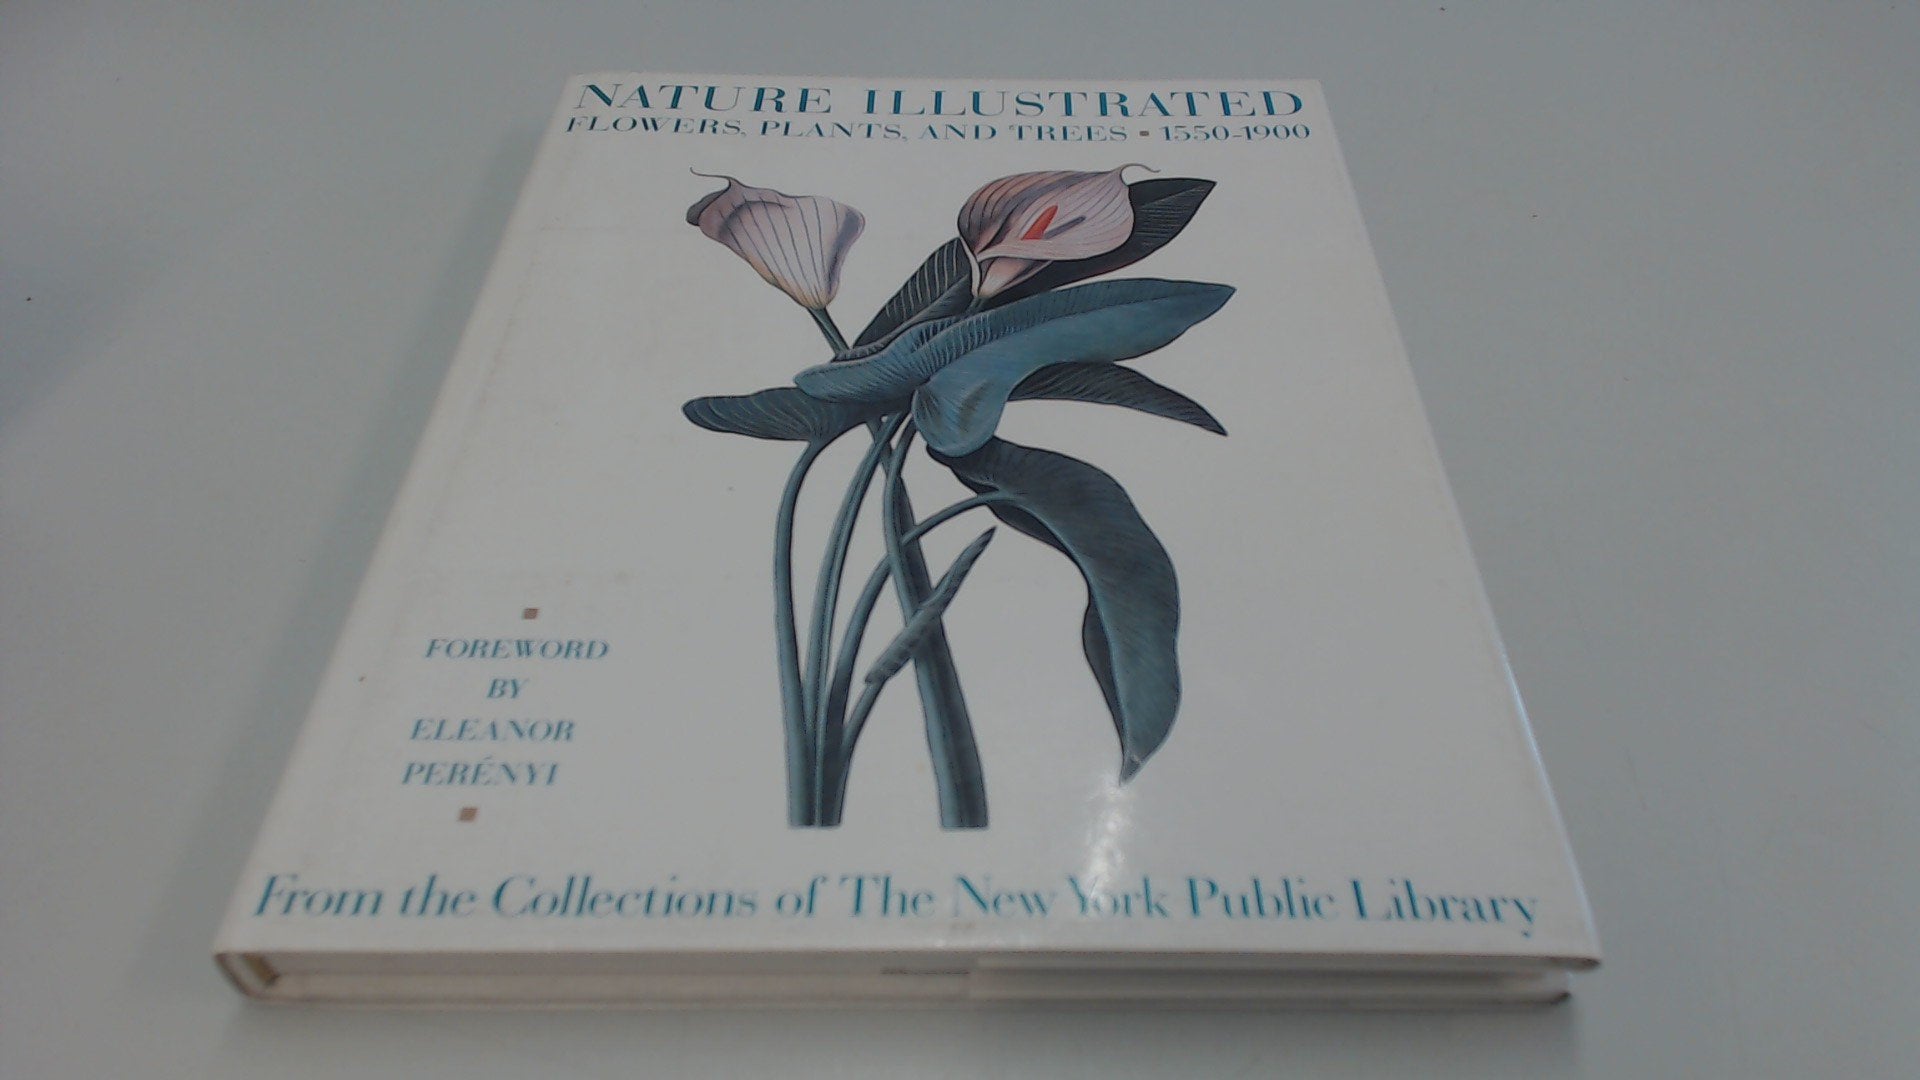 NATURE ILLUSTRATED
FLOWERS, PLANTS, AND TREES ▪ 1550-1900
FOREWORD
BY
ELEANOR
PERÉNYI
From the Collections of The New York Public Library